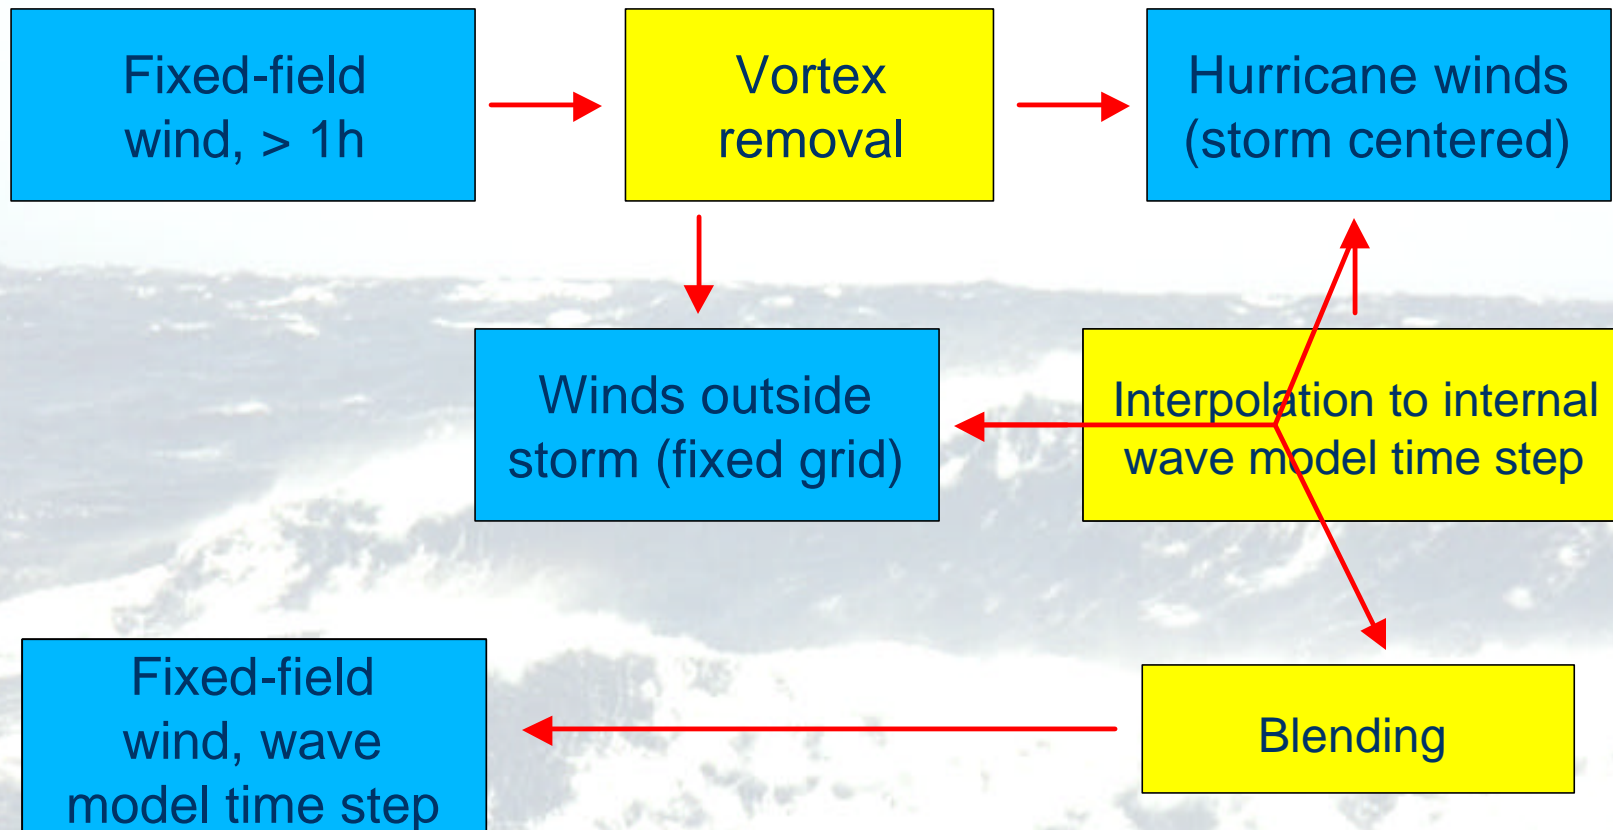 Fixed-field
wind, > 1h
Vortex
removal
Hurricane winds
(storm centered)
Winds outside
storm (fixed grid)
Interpolation to internal
wave model time step
Fixed-field
wind, wave
model time step
Blending